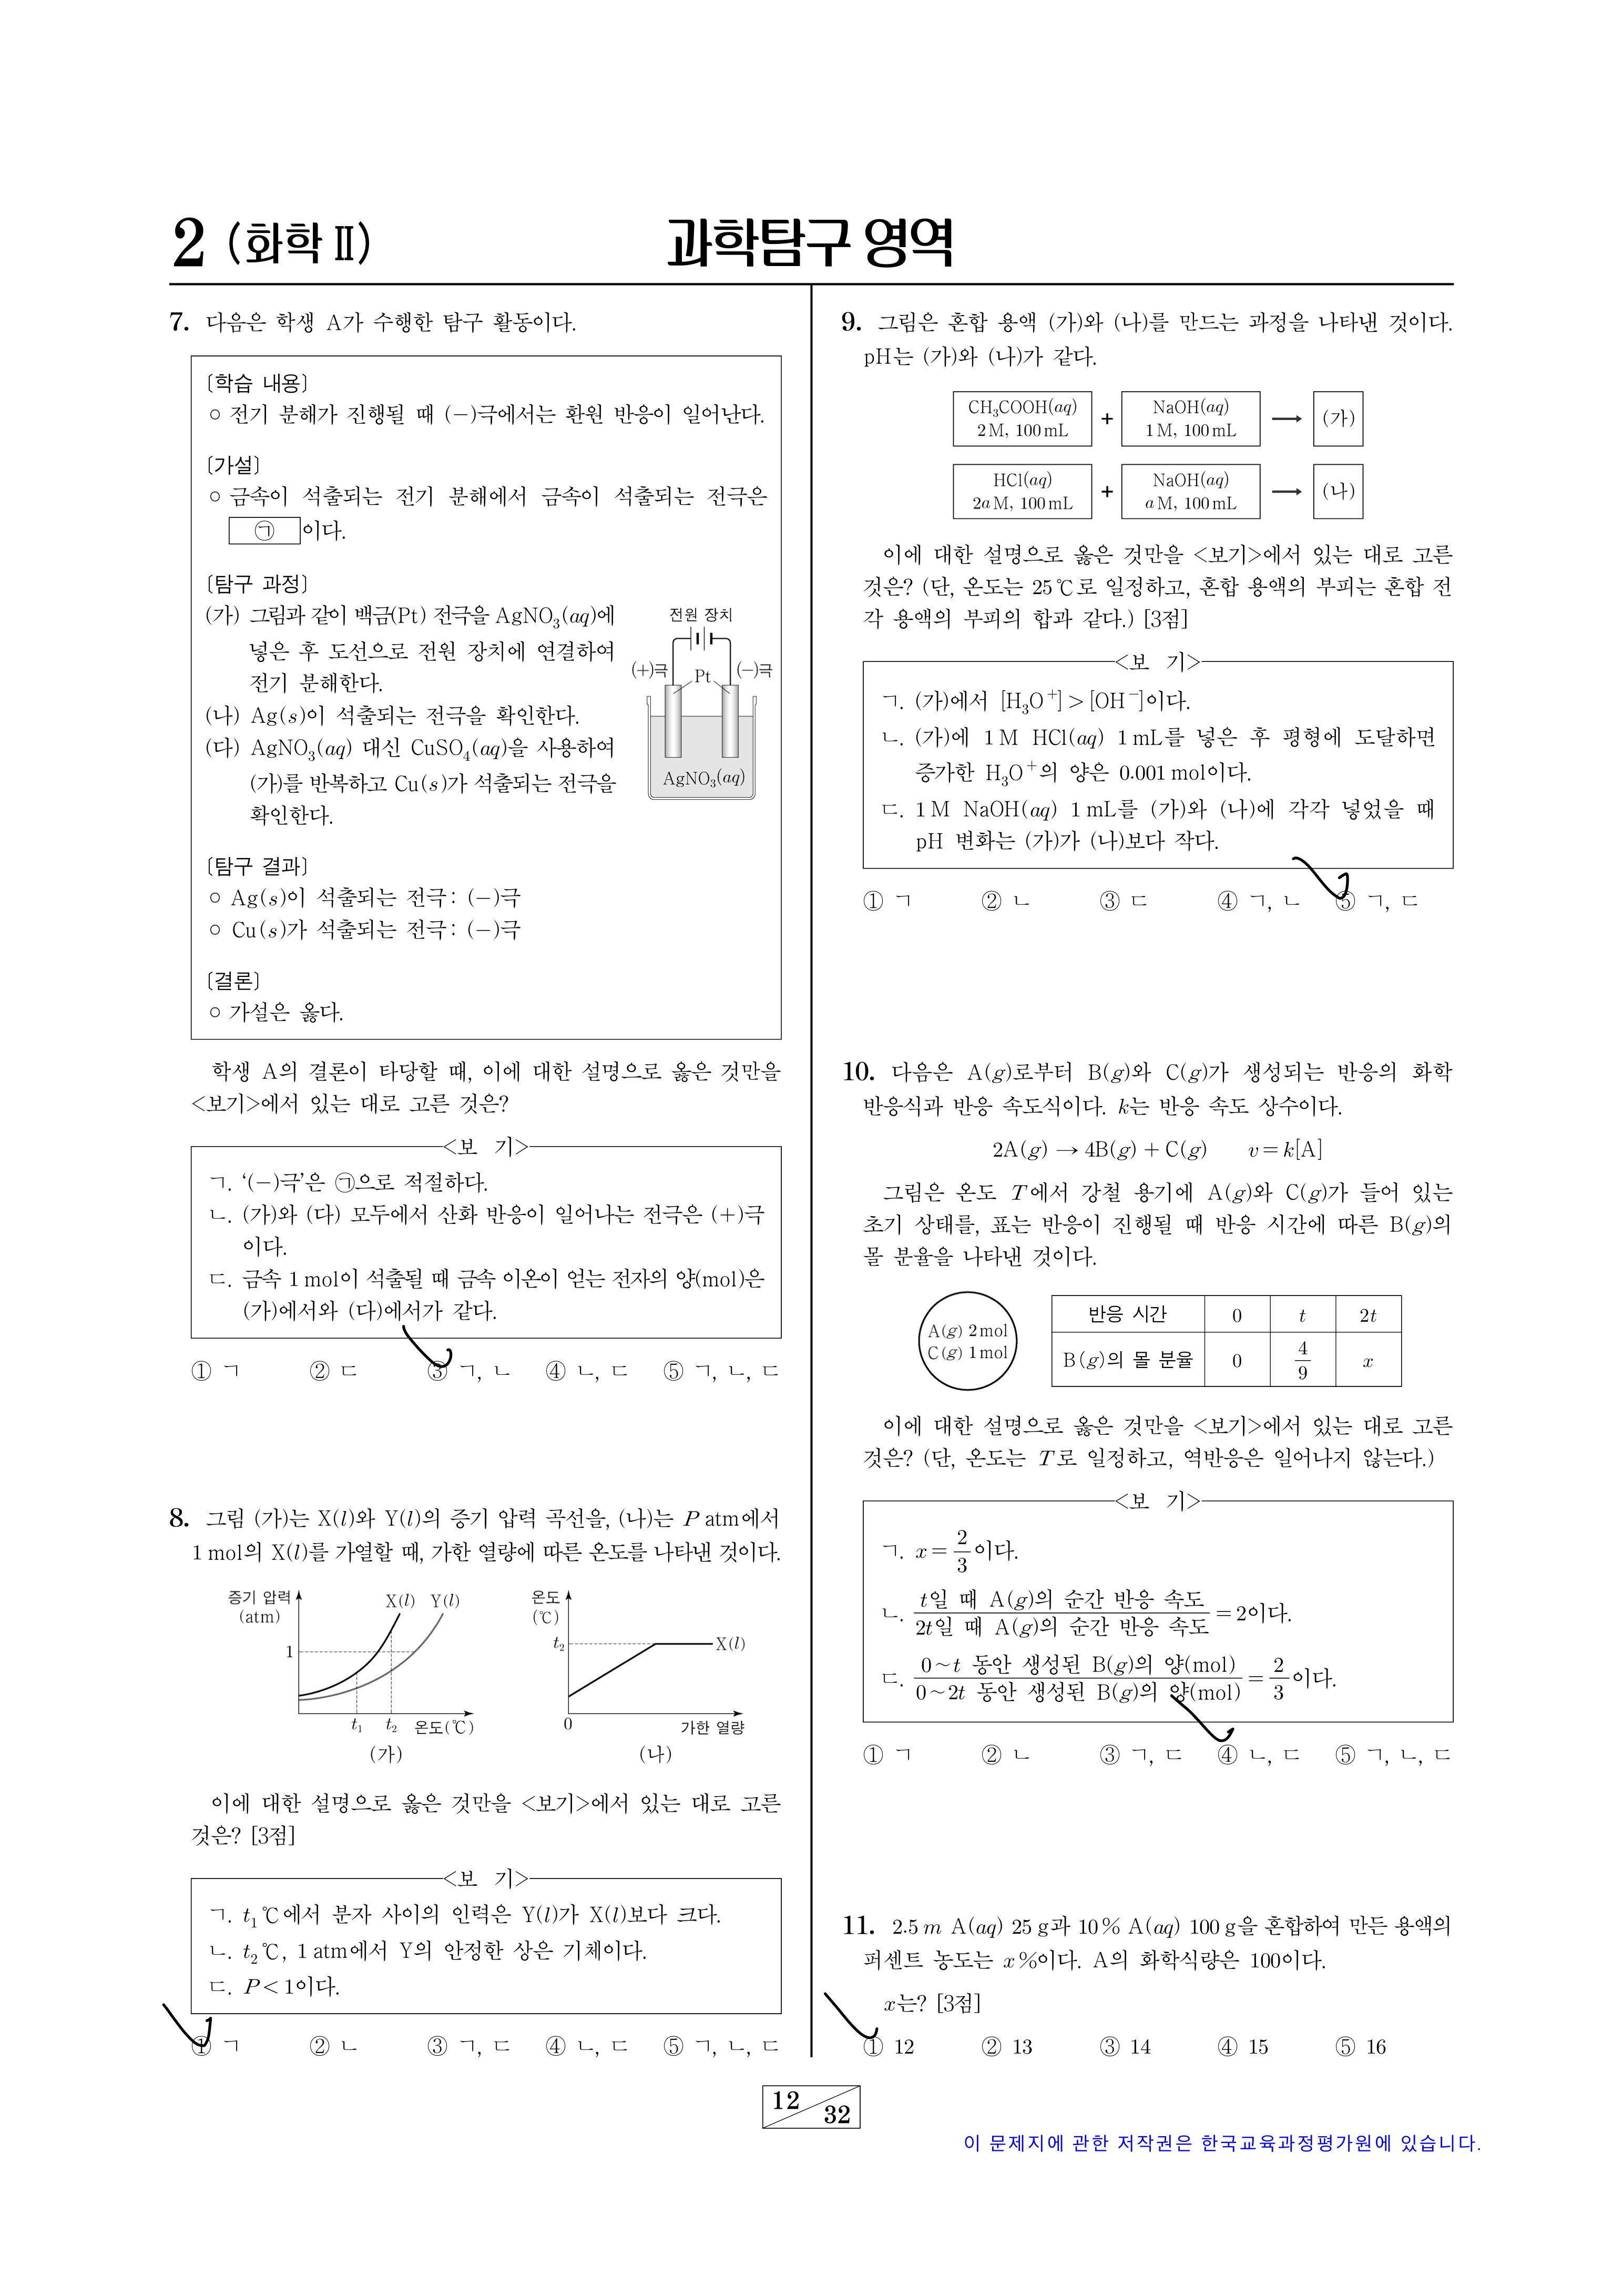 2 (화학 Ⅱ)
과학탐구 영역
7. 다음은 학생 A가 수행한 탐구 활동이다.
〔학습 내용〕
○ 전기 분해가 진행될 때 (-)극에서는 환원 반응이 일어난다.
〔가설〕
○ 금속이 석출되는 전기 분해에서 금속이 석출되는 전극은
㉠ 이다.
〔탐구 과정〕
(가) 그림과 같이 백금(Pt) 전극을 AgNO₃(aq)에
넣은 후 도선으로 전원 장치에 연결하여
전기 분해한다.
(나) Ag(s)이 석출되는 전극을 확인한다.
(다) AgNO₃(aq) 대신 CuSO₄(aq)을 사용하여
(가)를 반복하고 Cu(s)가 석출되는 전극을
확인한다.
전원 장치
(+)극 Pt (-)극
AgNO₃(aq)
〔탐구 결과〕
○ Ag(s)이 석출되는 전극: (-)극
○ Cu(s)가 석출되는 전극: (-)극
〔결론〕
○ 가설은 옳다.
학생 A의 결론이 타당할 때, 이에 대한 설명으로 옳은 것만을
<보기>에서 있는 대로 고른 것은?
<보 기>
ㄱ. ‘(-)극’은 ㉠으로 적절하다.
ㄴ. (가)와 (다) 모두에서 산화 반응이 일어나는 전극은 (+)극
이다.
ㄷ. 금속 1 mol이 석출될 때 금속 이온이 얻는 전자의 양(mol)은
(가)에서와 (다)에서가 같다.
① ㄱ ② ㄷ ③ ㄱ, ㄴ ④ ㄴ, ㄷ ⑤ ㄱ, ㄴ, ㄷ
8. 그림 (가)는 X(l)와 Y(l)의 증기 압력 곡선을, (나)는 P atm에서
1 mol의 X(l)를 가열할 때, 가한 열량에 따른 온도를 나타낸 것이다.
증기 압력
(atm)
X(l) Y(l)
1
t₁ t₂ 온도(℃)
(가)
온도
(℃)
t₂
X(l)
0 가한 열량
(나)
이에 대한 설명으로 옳은 것만을 <보기>에서 있는 대로 고른
것은? [3점]
<보 기>
ㄱ. t₁ ℃에서 분자 사이의 인력은 Y(l)가 X(l)보다 크다.
ㄴ. t₂ ℃, 1 atm에서 Y의 안정한 상은 기체이다.
ㄷ. P < 1이다.
① ㄱ ② ㄴ ③ ㄱ, ㄷ ④ ㄴ, ㄷ ⑤ ㄱ, ㄴ, ㄷ
9. 그림은 혼합 용액 (가)와 (나)를 만드는 과정을 나타낸 것이다.
pH는 (가)와 (나)가 같다.
CH₃COOH(aq) 2 M, 100 mL + NaOH(aq) 1 M, 100 mL → (가)
HCl(aq) 2a M, 100 mL + NaOH(aq) a M, 100 mL → (나)
이에 대한 설명으로 옳은 것만을 <보기>에서 있는 대로 고른
것은? (단, 온도는 25 ℃로 일정하고, 혼합 용액의 부피는 혼합 전
각 용액의 부피의 합과 같다.) [3점]
<보 기>
ㄱ. (가)에서 [H₃O⁺] > [OH⁻]이다.
ㄴ. (가)에 1 M HCl(aq) 1 mL를 넣은 후 평형에 도달하면
증가한 H₃O⁺의 양은 0.001 mol이다.
ㄷ. 1 M NaOH(aq) 1 mL를 (가)와 (나)에 각각 넣었을 때
pH 변화는 (가)가 (나)보다 작다.
① ㄱ ② ㄴ ③ ㄷ ④ ㄱ, ㄴ ⑤ ㄱ, ㄷ
10. 다음은 A(g)로부터 B(g)와 C(g)가 생성되는 반응의 화학
반응식과 반응 속도식이다. k는 반응 속도 상수이다.
2A(g) → 4B(g) + C(g) v = k[A]
그림은 온도 T에서 강철 용기에 A(g)와 C(g)가 들어 있는
초기 상태를, 표는 반응이 진행될 때 반응 시간에 따른 B(g)의
몰 분율을 나타낸 것이다.
A(g) 2 mol
C(g) 1 mol
반응 시간 0 t 2t
B(g)의 몰 분율 0 4/9 x
이에 대한 설명으로 옳은 것만을 <보기>에서 있는 대로 고른
것은? (단, 온도는 T로 일정하고, 역반응은 일어나지 않는다.)
<보 기>
ㄱ. x = 2/3 이다.
ㄴ. t일 때 A(g)의 순간 반응 속도 / 2t일 때 A(g)의 순간 반응 속도 = 2이다.
ㄷ. 0～t 동안 생성된 B(g)의 양(mol) / 0～2t 동안 생성된 B(g)의 양(mol) = 2/3 이다.
① ㄱ ② ㄴ ③ ㄱ, ㄷ ④ ㄴ, ㄷ ⑤ ㄱ, ㄴ, ㄷ
11. 2.5 m A(aq) 25 g과 10 % A(aq) 100 g을 혼합하여 만든 용액의
퍼센트 농도는 x %이다. A의 화학식량은 100이다.
x는? [3점]
① 12 ② 13 ③ 14 ④ 15 ⑤ 16
12 32
이 문제지에 관한 저작권은 한국교육과정평가원에 있습니다.